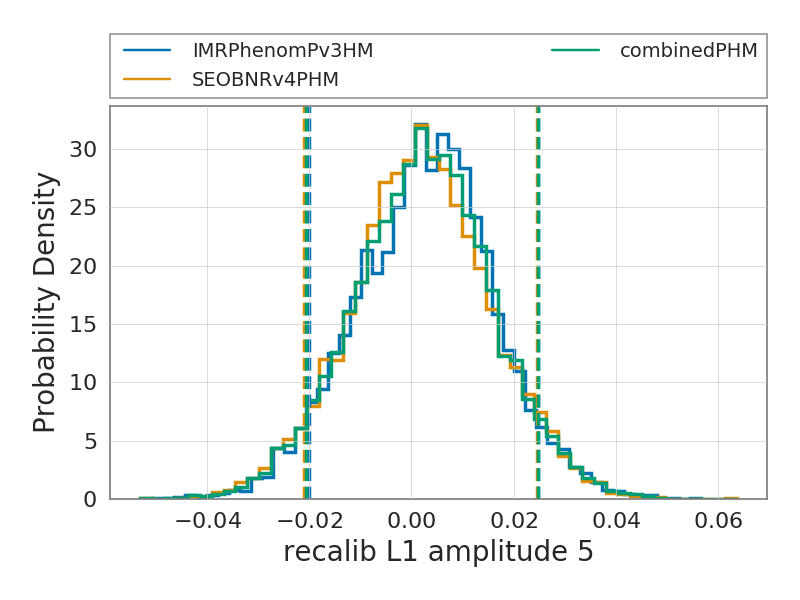 IMRPhenomPv3HM
SEOBNRv4PHM
combinedPHM
Probability Density
30
25
20
15
10
5
0
−0.04 −0.02 0.00 0.02 0.04 0.06
recalib L1 amplitude 5